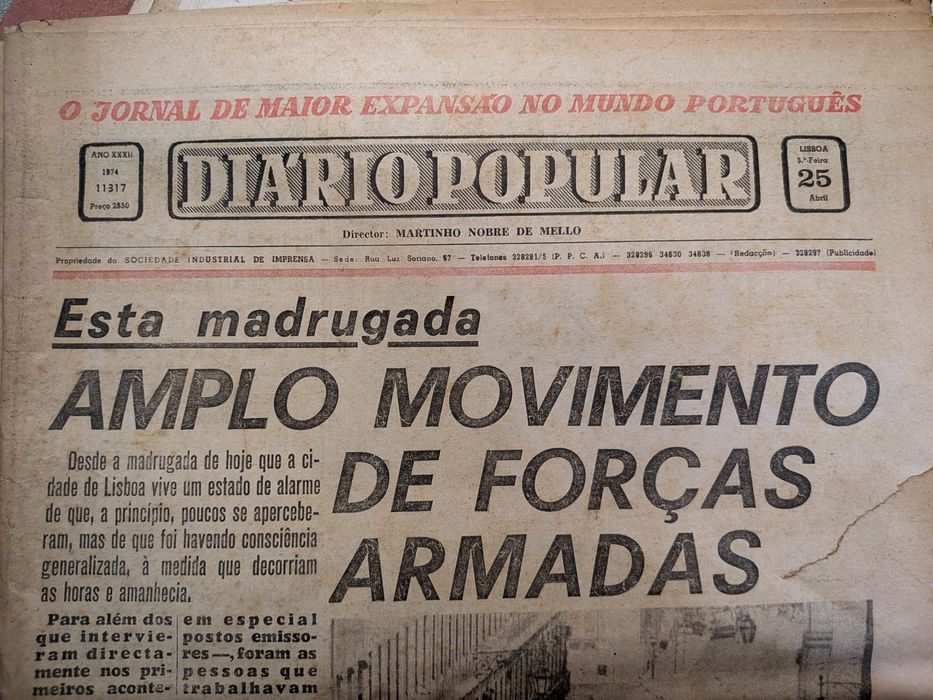 O JORNAL DE MAIOR EXPANSÃO NO MUNDO PORTUGUÊS
ANO XXXII
1974
11317
Preço 2$50
DIÁRIO POPULAR
LISBOA
5.ª-Feira
25
Abril
Director: MARTINHO NOBRE DE MELLO
Propriedade da SOCIEDADE INDUSTRIAL DE IMPRENSA — Sede: Rua Luz Soriano, 67 — Telefones 328291/5 (P. P. C. A.) — 328296 34630 34639 — (Redacção) — 328297 (Publicidade)
Esta madrugada
AMPLO MOVIMENTO
DE FORÇAS
ARMADAS
Desde a madrugada de hoje que a ci-
dade de Lisboa vive um estado de alarme
de que, a princípio, poucos se apercebe-
ram, mas de que foi havendo consciência
generalizada, à medida que decorriam
as horas e amanhecia.
Para além dos
que intervie-
ram directa-
mente nos pri-
meiros aconte-
em especial
postos emisso-
res —, foram as
pessoas que
trabalhavam